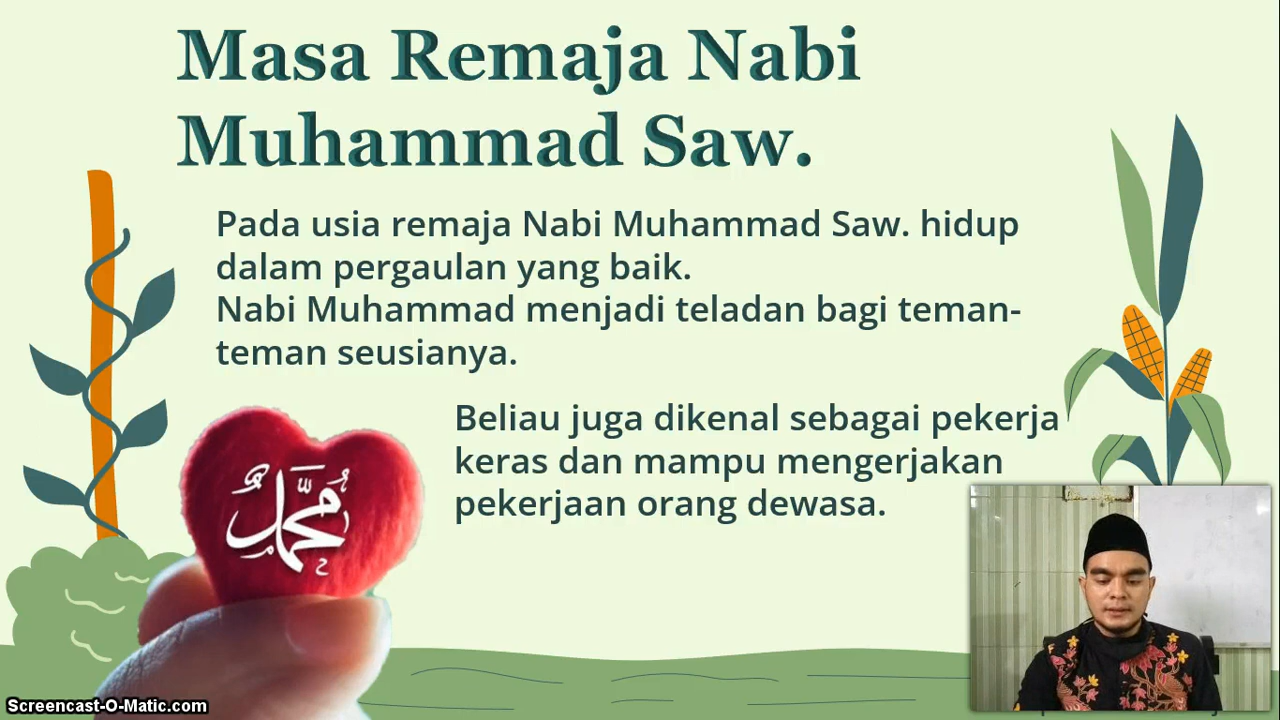 Masa Remaja Nabi
Muhammad Saw.
Pada usia remaja Nabi Muhammad Saw. hidup
dalam pergaulan yang baik.
Nabi Muhammad menjadi teladan bagi teman-
teman seusianya.
Beliau juga dikenal sebagai pekerja
keras dan mampu mengerjakan
pekerjaan orang dewasa.
محمد
Screencast-O-Matic.com